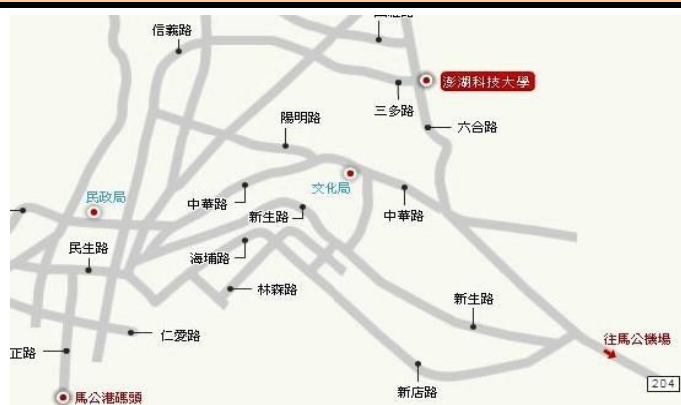 信義路
澎湖科技大學
三多路
六合路
陽明路
文化局
民政局
中華路
新生路
中華路
民生路
海埔路
林森路
新生路
仁愛路
往馬公機場
正路
204
新店路
馬公港碼頭